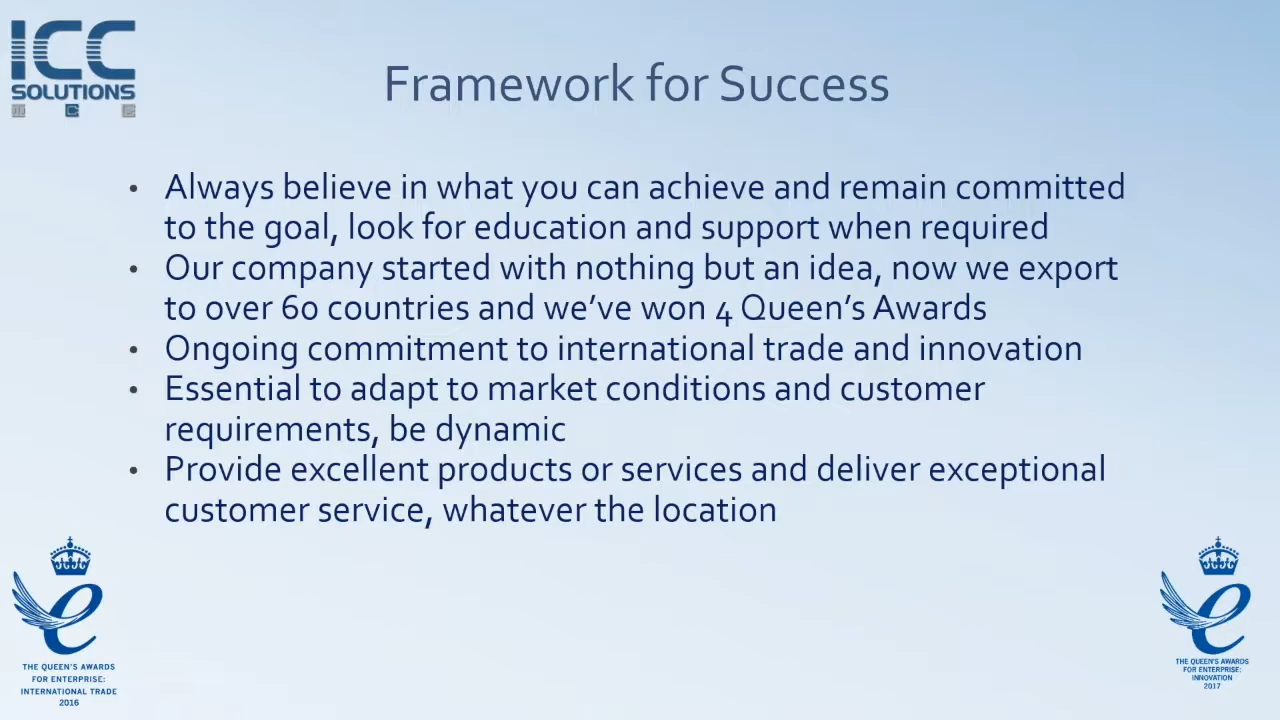 ICC
SOLUTIONS
Framework for Success
• Always believe in what you can achieve and remain committed
to the goal, look for education and support when required
• Our company started with nothing but an idea, now we export
to over 60 countries and we've won 4 Queen's Awards
• Ongoing commitment to international trade and innovation
• Essential to adapt to market conditions and customer
requirements, be dynamic
• Provide excellent products or services and deliver exceptional
customer service, whatever the location
e
THE QUEEN'S AWARDS
FOR ENTERPRISE:
INTERNATIONAL TRADE
2016
e
THE QUEEN'S AWARDS
FOR ENTERPRISE:
INNOVATION
2017